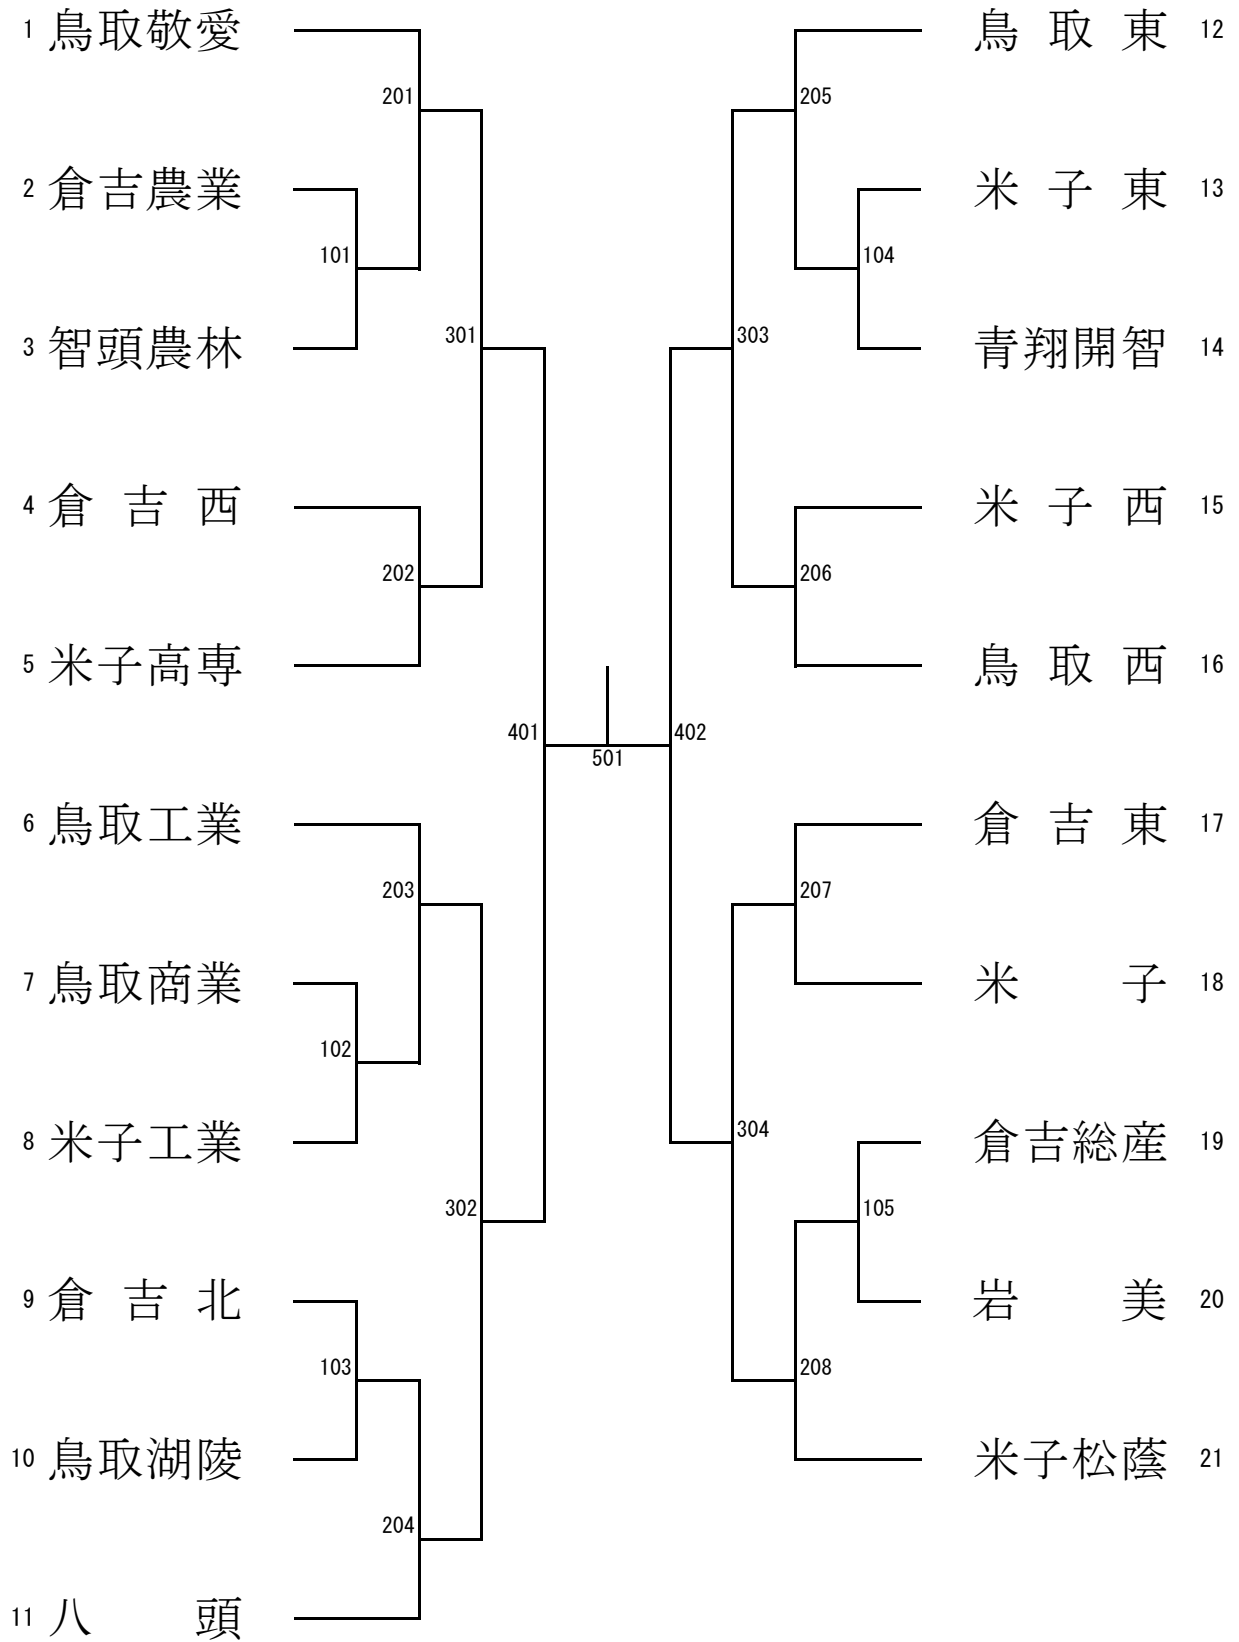 1 鳥取敬愛
201
2 倉吉農業
101
3 智頭農林
301
4 倉吉西
202
5 米子高専
401
6 鳥取工業
203
7 鳥取商業
102
8 米子工業
302
9 倉吉北
103
10 鳥取湖陵
204
11 八頭
501
鳥取東 12
205
米子東 13
104
青翔開智 14
303
米子西 15
206
鳥取西 16
402
倉吉東 17
207
米子 18
304
倉吉総産 19
105
岩美 20
208
米子松蔭 21